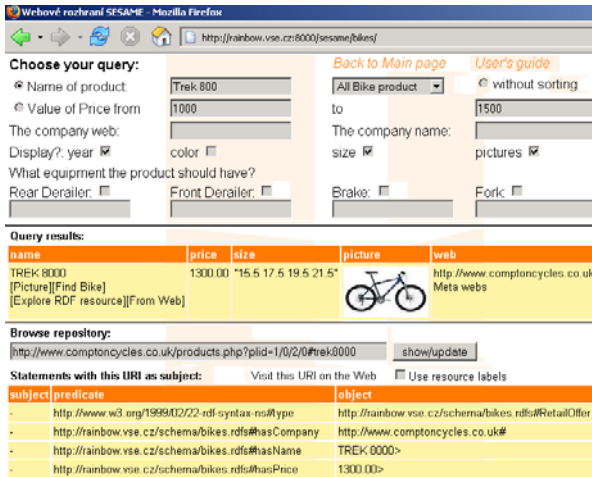 Webové rozhraní SESAME - Mozilla Firefox
http://rainbow.vse.cz:8000/sesame/bikes/
Choose your query: Back to Main page User's guide
Name of product: Trek 800 All Bike product without sorting
Value of Price from 1000 to 1500
The company web: The company name:
Display?: year color size pictures
What equipment the product should have?
Rear Derailer: Front Derailer: Brake: Fork:
Query results:
name price size picture web
TREK 8000 1300.00 "15.5 17.5 19.5 21.5" http://www.comptoncycles.co.uk
[Picture][Find Bike] Meta webs
[Explore RDF resource][From Web]
Browse repository:
http://www.comptoncycles.co.uk/products.php?plid=1/0/2/0#trek8000 show/update
Statements with this URI as subject: Visit this URI on the Web Use resource labels
subject predicate object
- http://www.w3.org/1999/02/22-rdf-syntax-ns#type http://rainbow.vse.cz/schema/bikes.rdfs#RetailOffer
- http://rainbow.vse.cz/schema/bikes.rdfs#hasCompany http://www.comptoncycles.co.uk#
- http://rainbow.vse.cz/schema/bikes.rdfs#hasName TREK 8000>
- http://rainbow.vse.cz/schema/bikes.rdfs#hasPrice 1300.00>